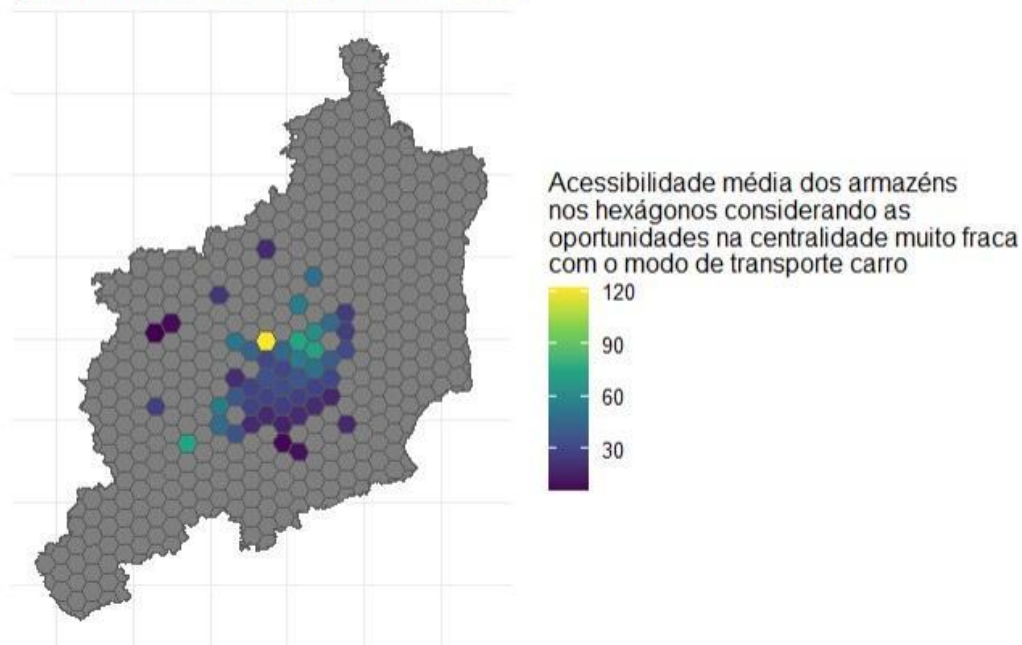 Acessibilidade média dos armazéns
nos hexágonos considerando as
oportunidades na centralidade muito fraca
com o modo de transporte carro
120
90
60
30